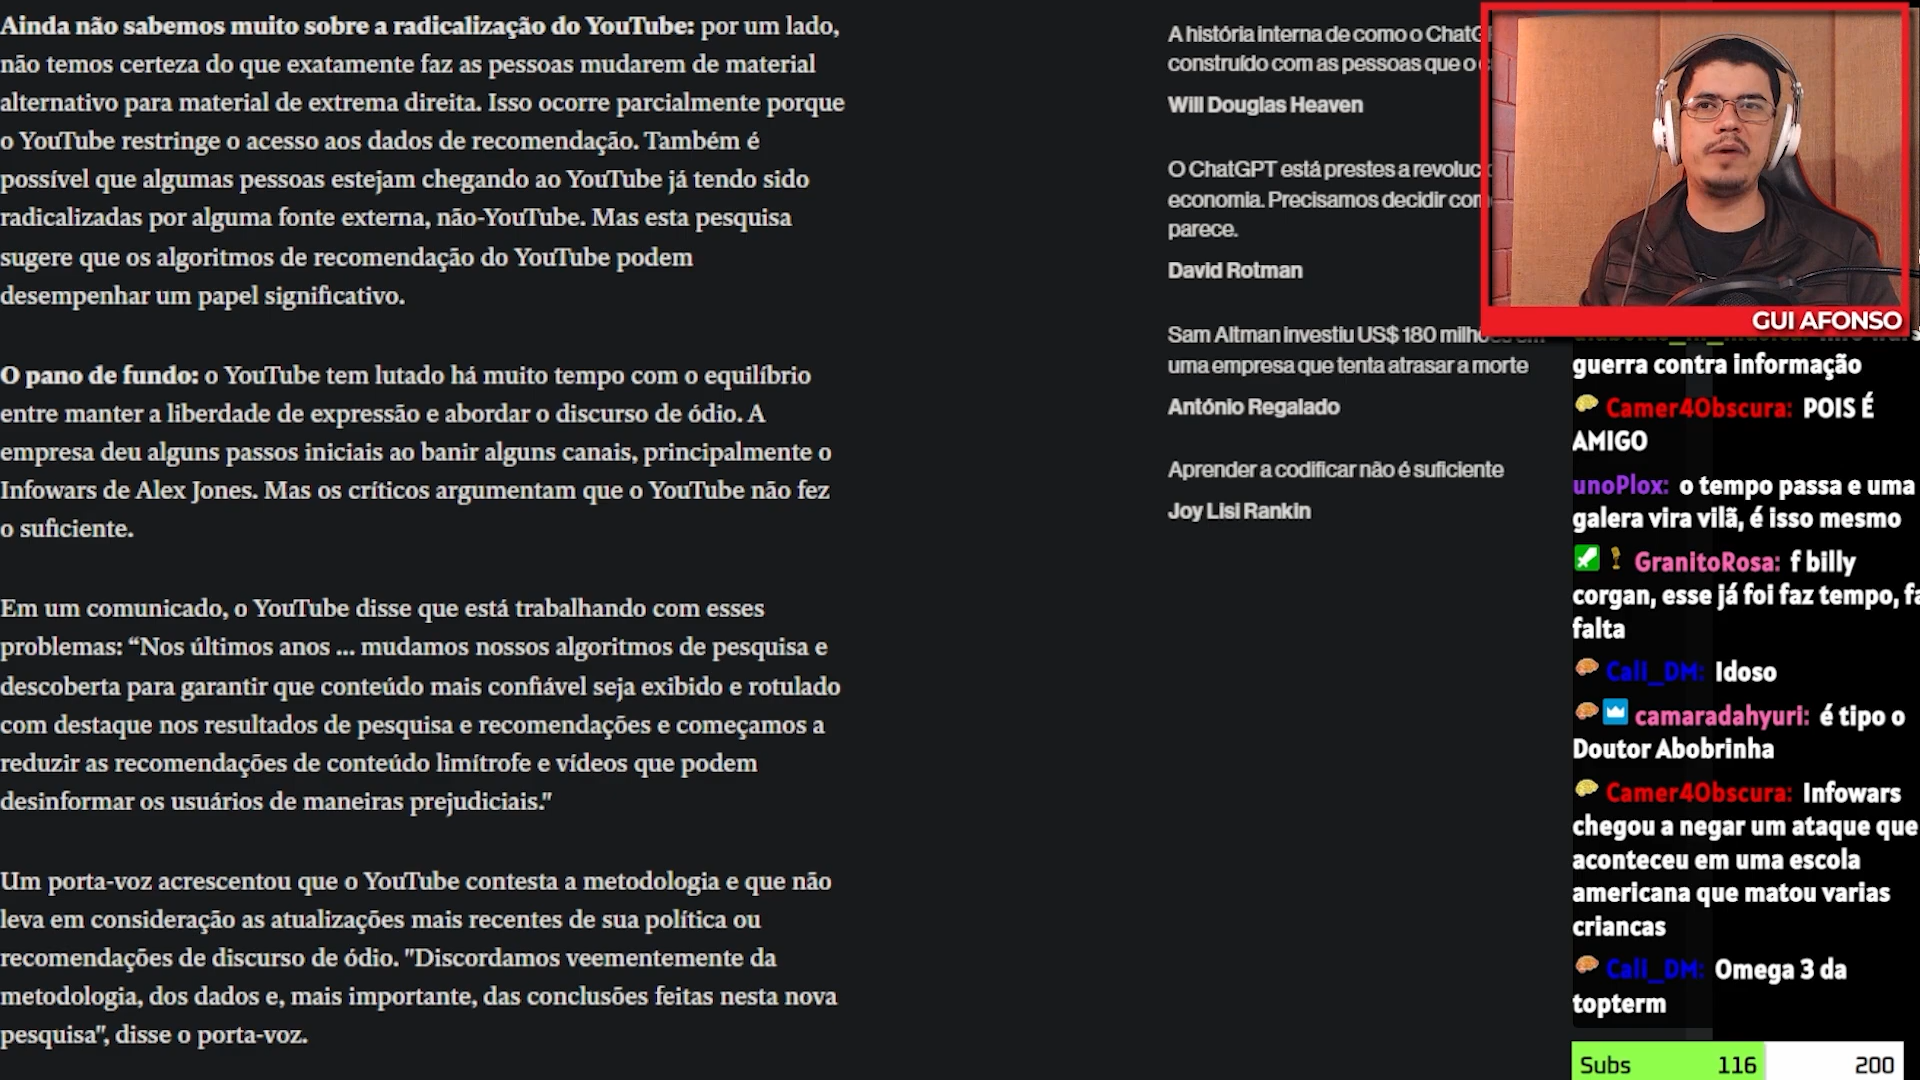 Ainda não sabemos muito sobre a radicalização do YouTube: por um lado,
não temos certeza do que exatamente faz as pessoas mudarem de material
alternativo para material de extrema direita. Isso ocorre parcialmente porque
o YouTube restringe o acesso aos dados de recomendação. Também é
possível que algumas pessoas estejam chegando ao YouTube já tendo sido
radicalizadas por alguma fonte externa, não-YouTube. Mas esta pesquisa
sugere que os algoritmos de recomendação do YouTube podem
desempenhar um papel significativo.
O pano de fundo: o YouTube tem lutado há muito tempo com o equilíbrio
entre manter a liberdade de expressão e abordar o discurso de ódio. A
empresa deu alguns passos iniciais ao banir alguns canais, principalmente o
Infowars de Alex Jones. Mas os críticos argumentam que o YouTube não fez
o suficiente.
Em um comunicado, o YouTube disse que está trabalhando com esses
problemas: “Nos últimos anos ... mudamos nossos algoritmos de pesquisa e
descoberta para garantir que conteúdo mais confiável seja exibido e rotulado
com destaque nos resultados de pesquisa e recomendações e começamos a
reduzir as recomendações de conteúdo limítrofe e vídeos que podem
desinformar os usuários de maneiras prejudiciais."
Um porta-voz acrescentou que o YouTube contesta a metodologia e que não
leva em consideração as atualizações mais recentes de sua política ou
recomendações de discurso de ódio. "Discordamos veementemente da
metodologia, dos dados e, mais importante, das conclusões feitas nesta nova
pesquisa", disse o porta-voz.
A história interna de como o ChatG
construído com as pessoas que o
Will Douglas Heaven
O ChatGPT está prestes a revoluc
economia. Precisamos decidir com
parece.
David Rotman
Sam Altman investiu US$ 180 milhões em
uma empresa que tenta atrasar a morte
António Regalado
Aprender a codificar não é suficiente
Joy Lisi Rankin
GUI AFONSO
guerra contra informação
Camer4Obscura: POIS É
AMIGO
unoPlox: o tempo passa e uma
galera vira vilã, é isso mesmo
GranitoRosa: f billy
corgan, esse já foi faz tempo, fa
falta
Call_DM: Idoso
camaradahyuri: é tipo o
Doutor Abobrinha
Camer4Obscura: Infowars
chegou a negar um ataque que
aconteceu em uma escola
americana que matou varias
criancas
Call_DM: Omega 3 da
topterm
Subs 116 200